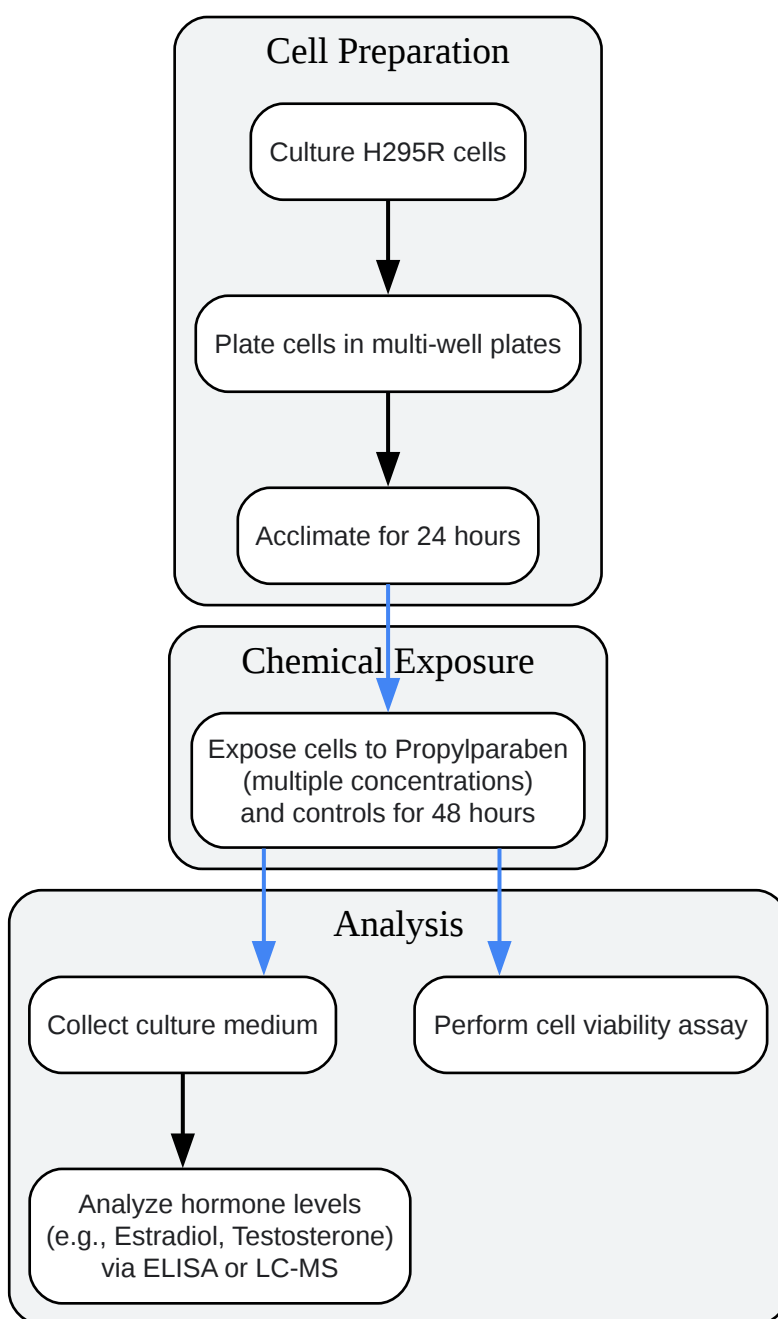 Cell Preparation
Culture H295R cells
Plate cells in multi-well plates
Acclimate for 24 hours
Chemical Exposure
Expose cells to Propylparaben
(multiple concentrations)
and controls for 48 hours
Analysis
Collect culture medium
Perform cell viability assay
Analyze hormone levels
(e.g., Estradiol, Testosterone)
via ELISA or LC-MS